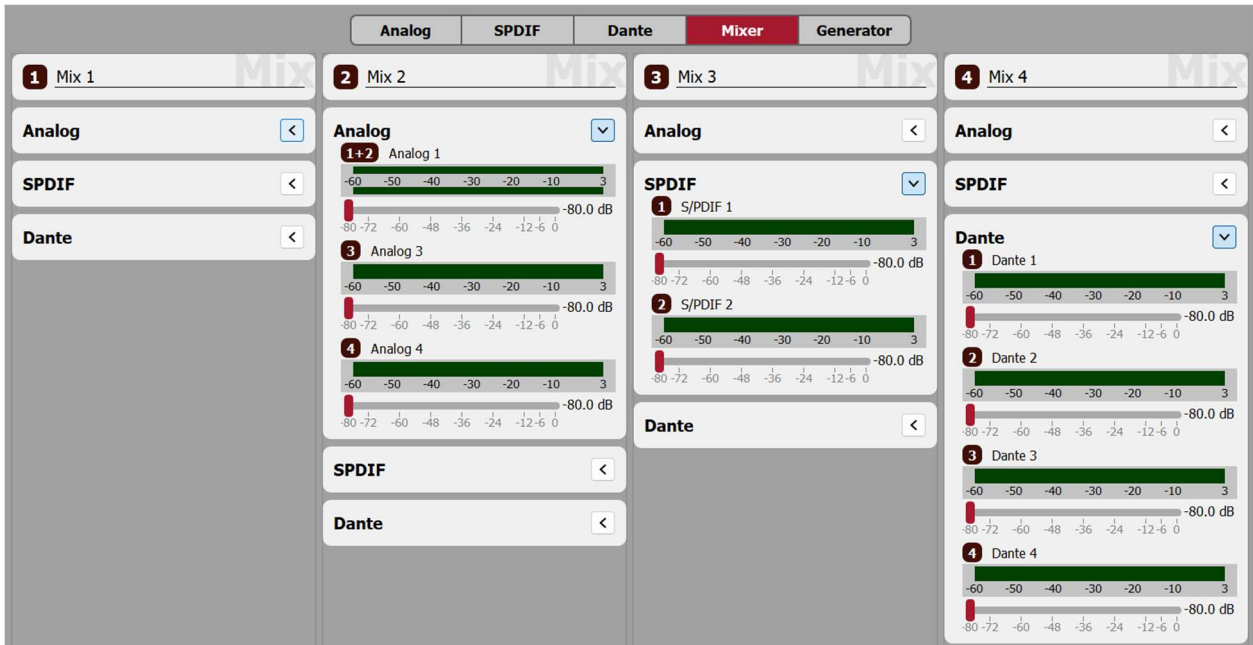 Analog SPDIF Dante Mixer Generator
1 Mix 1 Mix
Analog <
SPDIF <
Dante <
2 Mix 2 Mix
Analog
1+2 Analog 1
-60 -50 -40 -30 -20 -10 3
-80.0 dB
-80 -72 -60 -48 -36 -24 -12 -6 0
3 Analog 3
-60 -50 -40 -30 -20 -10 3
-80.0 dB
-80 -72 -60 -48 -36 -24 -12 -6 0
4 Analog 4
-60 -50 -40 -30 -20 -10 3
-80.0 dB
-80 -72 -60 -48 -36 -24 -12 -6 0
SPDIF <
Dante <
3 Mix 3 Mix
Analog <
SPDIF
1 S/PDIF 1
-60 -50 -40 -30 -20 -10 3
-80.0 dB
-80 -72 -60 -48 -36 -24 -12 -6 0
2 S/PDIF 2
-60 -50 -40 -30 -20 -10 3
-80.0 dB
-80 -72 -60 -48 -36 -24 -12 -6 0
Dante <
4 Mix 4 Mix
Analog <
SPDIF <
Dante
1 Dante 1
-60 -50 -40 -30 -20 -10 3
-80.0 dB
-80 -72 -60 -48 -36 -24 -12 -6 0
2 Dante 2
-60 -50 -40 -30 -20 -10 3
-80.0 dB
-80 -72 -60 -48 -36 -24 -12 -6 0
3 Dante 3
-60 -50 -40 -30 -20 -10 3
-80.0 dB
-80 -72 -60 -48 -36 -24 -12 -6 0
4 Dante 4
-60 -50 -40 -30 -20 -10 3
-80.0 dB
-80 -72 -60 -48 -36 -24 -12 -6 0